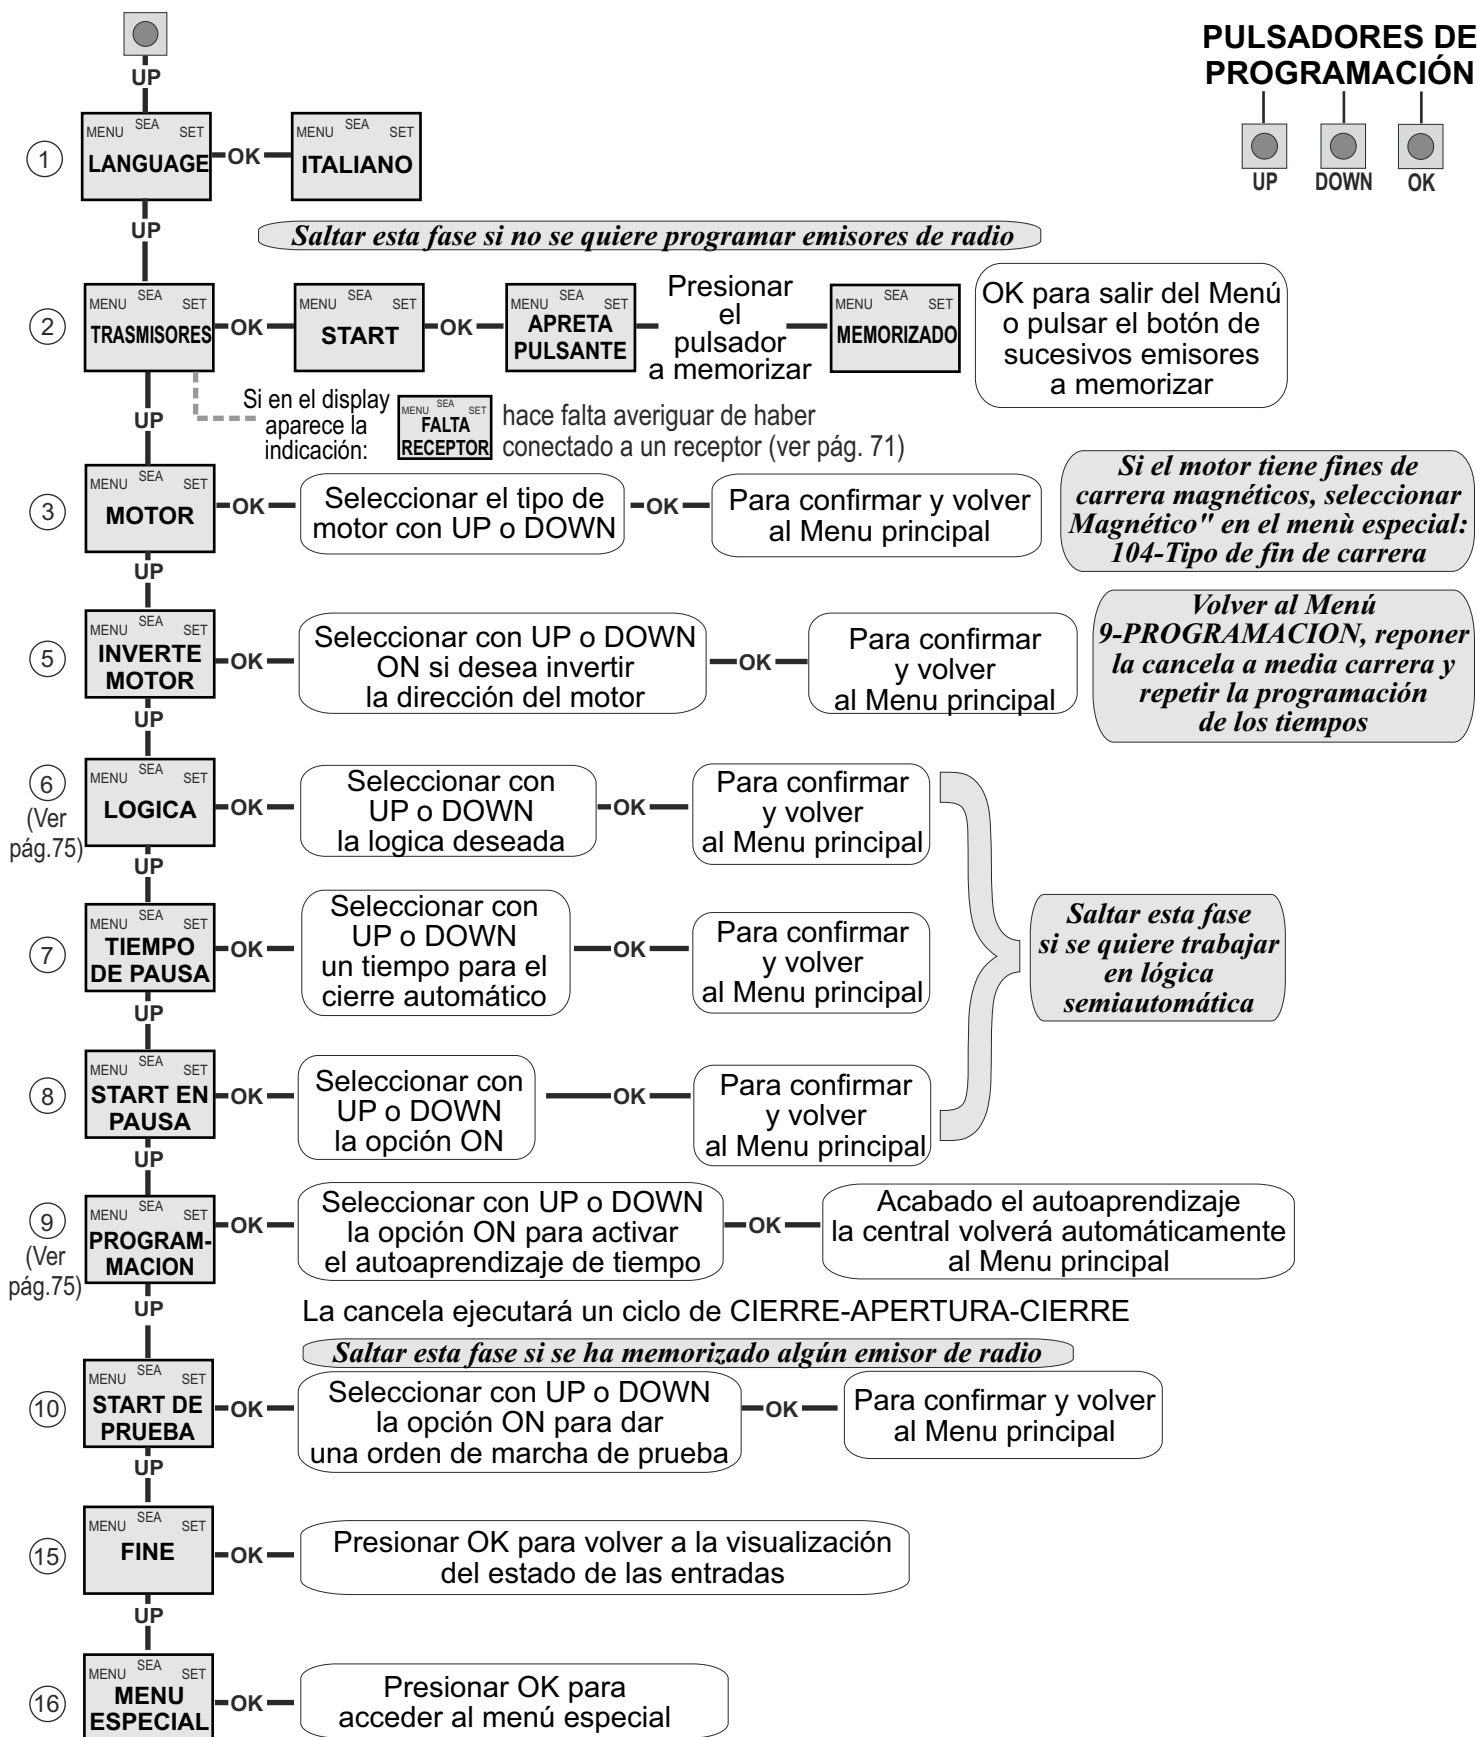 PULSADORES DE
PROGRAMACIÓN
UP
DOWN
OK
UP
1
MENU SEA SET
LANGUAGE
OK
MENU SEA SET
ITALIANO
UP
Saltar esta fase si no se quiere programar emisores de radio
2
MENU SEA SET
TRASMISORES
OK
MENU SEA SET
START
OK
MENU SEA SET
APRETA
PULSANTE
Presionar
el
pulsador
a memorizar
MENU SEA SET
MEMORIZADO
OK para salir del Menú
o pulsar el botón de
sucesivos emisores
a memorizar
UP
Si en el display
aparece la
indicación:
MENU SEA SET
FALTA
RECEPTOR
hace falta averiguar de haber
conectado a un receptor (ver pág. 71)
3
MENU SEA SET
MOTOR
OK
Seleccionar el tipo de
motor con UP o DOWN
OK
Para confirmar y volver
al Menu principal
Si el motor tiene fines de
carrera magnéticos, seleccionar
Magnético" en el menù especial:
104-Tipo de fin de carrera
UP
5
MENU SEA SET
INVERTE
MOTOR
OK
Seleccionar con UP o DOWN
ON si desea invertir
la dirección del motor
OK
Para confirmar
y volver
al Menu principal
Volver al Menú
9-PROGRAMACION, reponer
la cancela a media carrera y
repetir la programación
de los tiempos
UP
6
(Ver
pág.75)
MENU SEA SET
LOGICA
OK
Seleccionar con
UP o DOWN
la logica deseada
OK
Para confirmar
y volver
al Menu principal
UP
7
MENU SEA SET
TIEMPO
DE PAUSA
OK
Seleccionar con
UP o DOWN
un tiempo para el
cierre automático
OK
Para confirmar
y volver
al Menu principal
Saltar esta fase
si se quiere trabajar
en lógica
semiautomática
UP
8
MENU SEA SET
START EN
PAUSA
OK
Seleccionar con
UP o DOWN
la opción ON
OK
Para confirmar
y volver
al Menu principal
UP
9
(Ver
pág.75)
MENU SEA SET
PROGRAM-
MACION
OK
Seleccionar con UP o DOWN
la opción ON para activar
el autoaprendizaje de tiempo
OK
Acabado el autoaprendizaje
la central volverá automáticamente
al Menu principal
UP
La cancela ejecutará un ciclo de CIERRE-APERTURA-CIERRE
Saltar esta fase si se ha memorizado algún emisor de radio
10
MENU SEA SET
START DE
PRUEBA
OK
Seleccionar con UP o DOWN
la opción ON para dar
una orden de marcha de prueba
OK
Para confirmar y volver
al Menu principal
UP
15
MENU SEA SET
FINE
OK
Presionar OK para volver a la visualización
del estado de las entradas
UP
16
MENU SEA SET
MENU
ESPECIAL
OK
Presionar OK para
acceder al menú especial